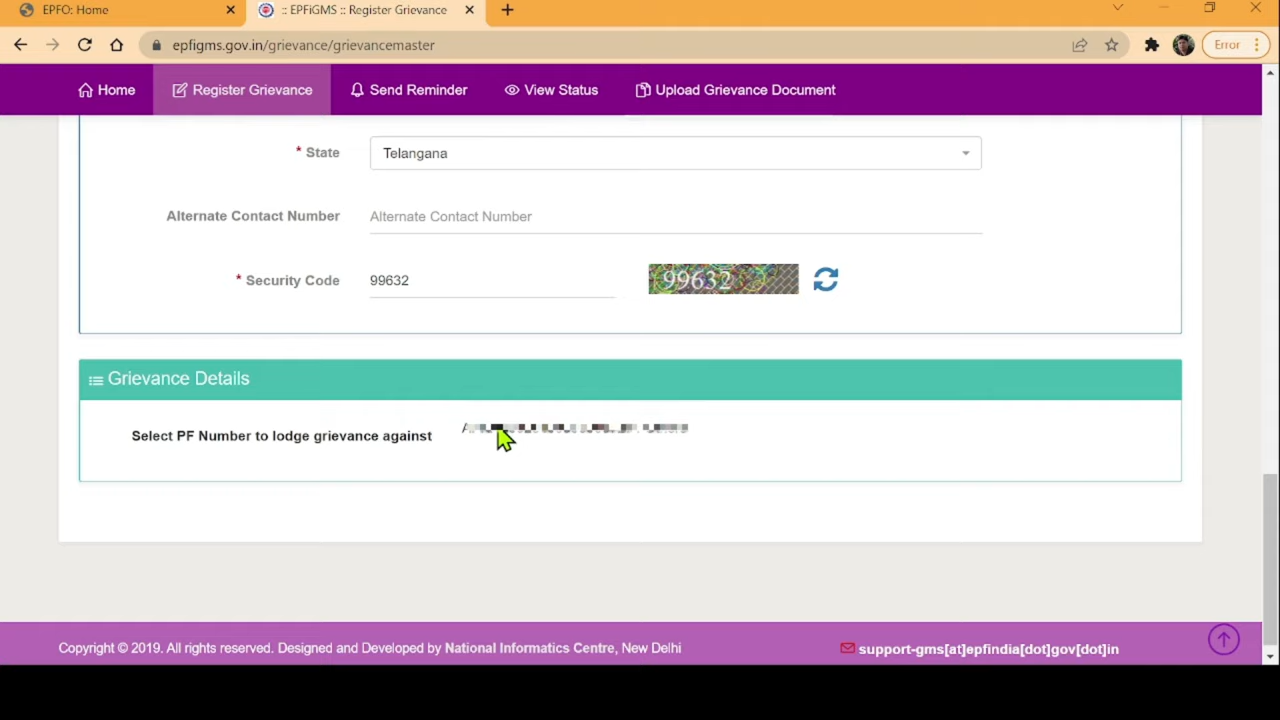 EPFO: Home
:: EPFiGMS :: Register Grievance
epfigms.gov.in/grievance/grievancemaster
Error
Home
Register Grievance
Send Reminder
View Status
Upload Grievance Document
* State
Telangana
Alternate Contact Number
Alternate Contact Number
* Security Code
99632
99632
Grievance Details
Select PF Number to lodge grievance against
Copyright © 2019. All rights reserved. Designed and Developed by National Informatics Centre, New Delhi
support-gms[at]epfindia[dot]gov[dot]in